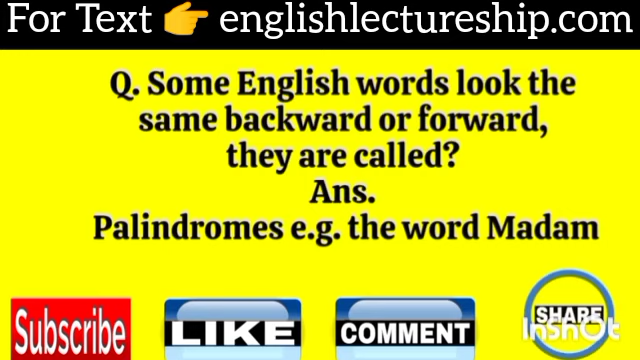 For Text 👉 englishlectureship.com
Q. Some English words look the
same backward or forward,
they are called?
Ans.
Palindromes e.g. the word Madam
Subscribe
LIKE
COMMENT
SHARE
InShOt